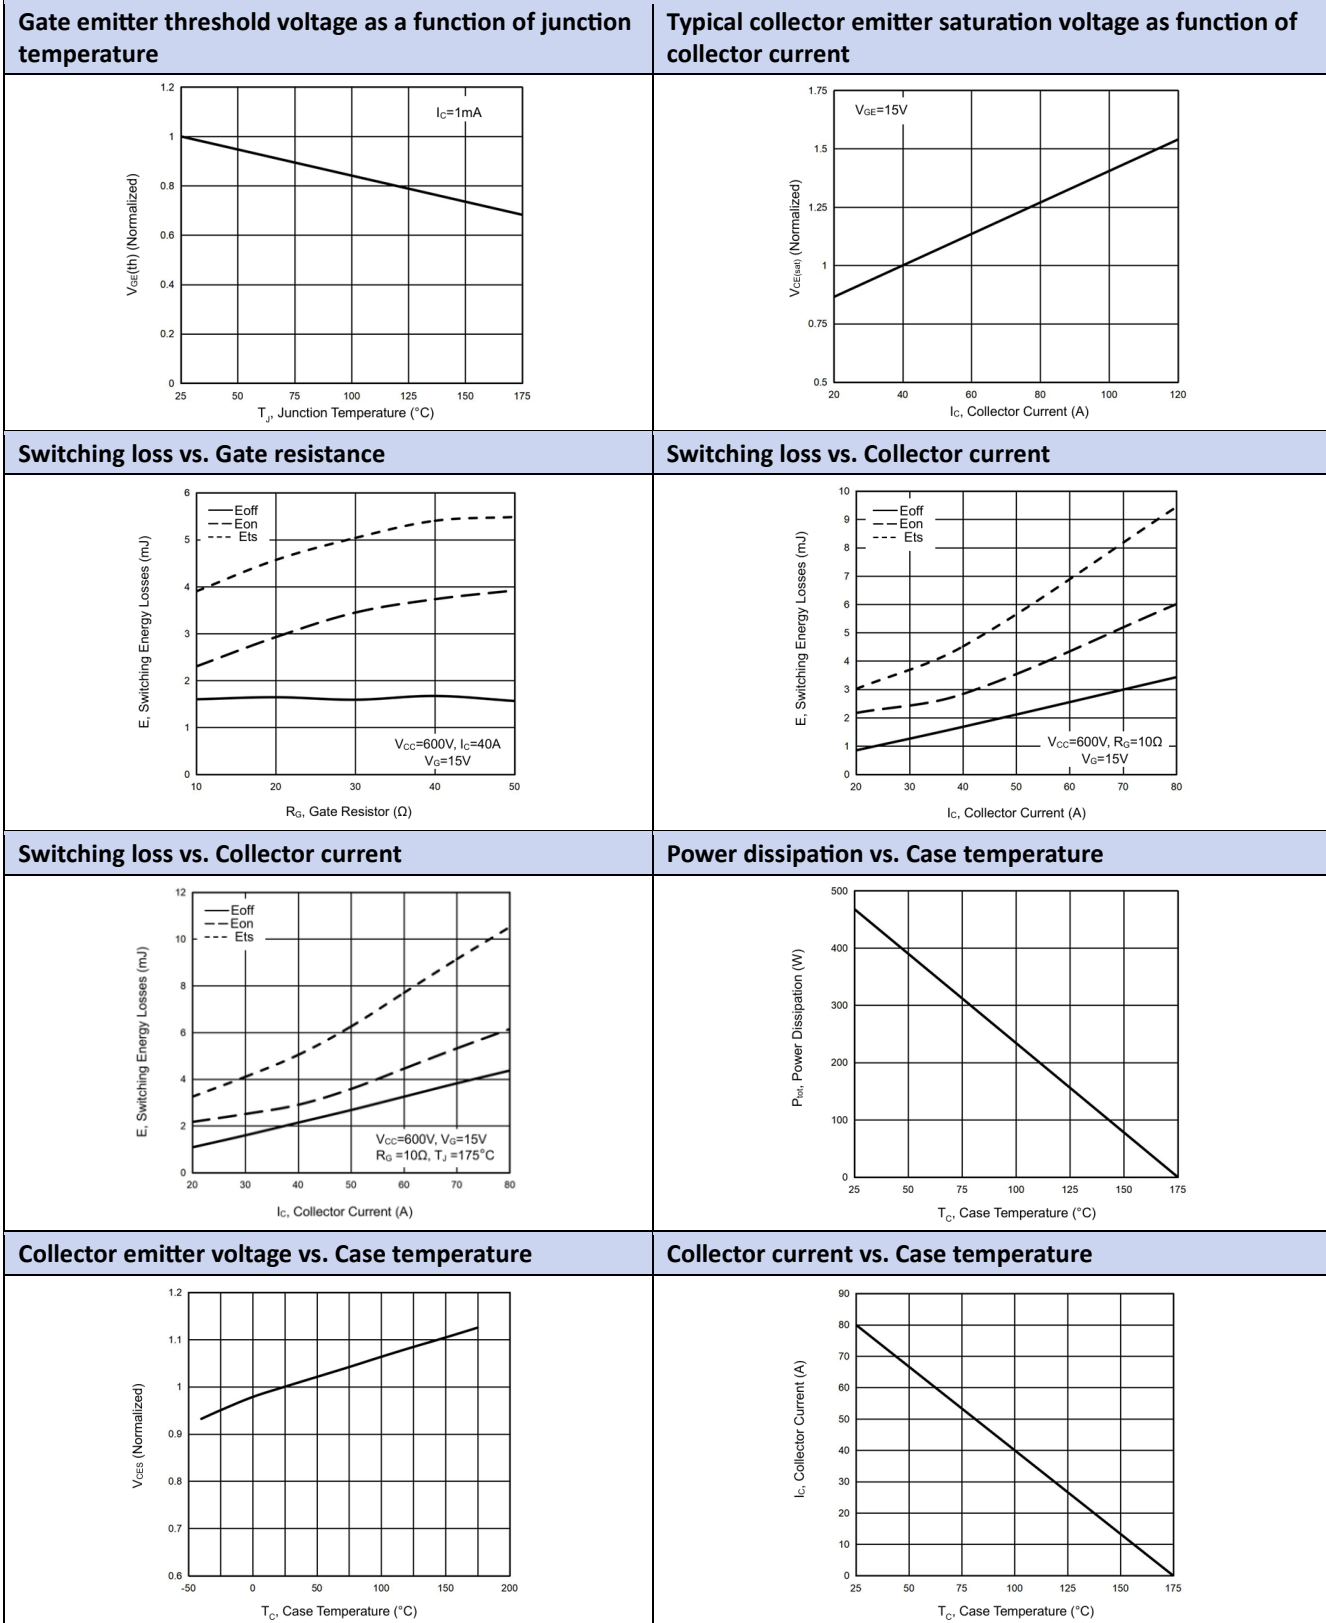 Gate emitter threshold voltage as a function of junction
temperature
Typical collector emitter saturation voltage as function of
collector current
1.2
1
0.8
0.6
0.4
0.2
0
IC=1mA
VGE(th) (Normalized)
25 50 75 100 125 150 175
TJ, Junction Temperature (°C)
1.75
1.5
1.25
1
0.75
0.5
VGE=15V
VCE(sat) (Normalized)
20 40 60 80 100 120
IC, Collector Current (A)
Switching loss vs. Gate resistance
Switching loss vs. Collector current
6
5
4
3
2
1
0
Eoff
Eon
Ets
E, Switching Energy Losses (mJ)
VCC=600V, IC=40A
VG=15V
10 20 30 40 50
RG, Gate Resistor (Ω)
10
9
8
7
6
5
4
3
2
1
0
Eoff
Eon
Ets
E, Switching Energy Losses (mJ)
VCC=600V, RG=10Ω
VG=15V
20 30 40 50 60 70 80
IC, Collector Current (A)
Switching loss vs. Collector current
Power dissipation vs. Case temperature
12
10
8
6
4
2
0
Eoff
Eon
Ets
E, Switching Energy Losses (mJ)
VCC=600V, VG=15V
RG =10Ω, TJ =175°C
20 30 40 50 60 70 80
IC, Collector Current (A)
500
400
300
200
100
0
Ptot, Power Dissipation (W)
25 50 75 100 125 150 175
TC, Case Temperature (°C)
Collector emitter voltage vs. Case temperature
Collector current vs. Case temperature
1.2
1.1
1
0.9
0.8
0.7
0.6
VCES (Normalized)
-50 0 50 100 150 200
TC, Case Temperature (°C)
90
80
70
60
50
40
30
20
10
0
IC, Collector Current (A)
25 50 75 100 125 150 175
TC, Case Temperature (°C)